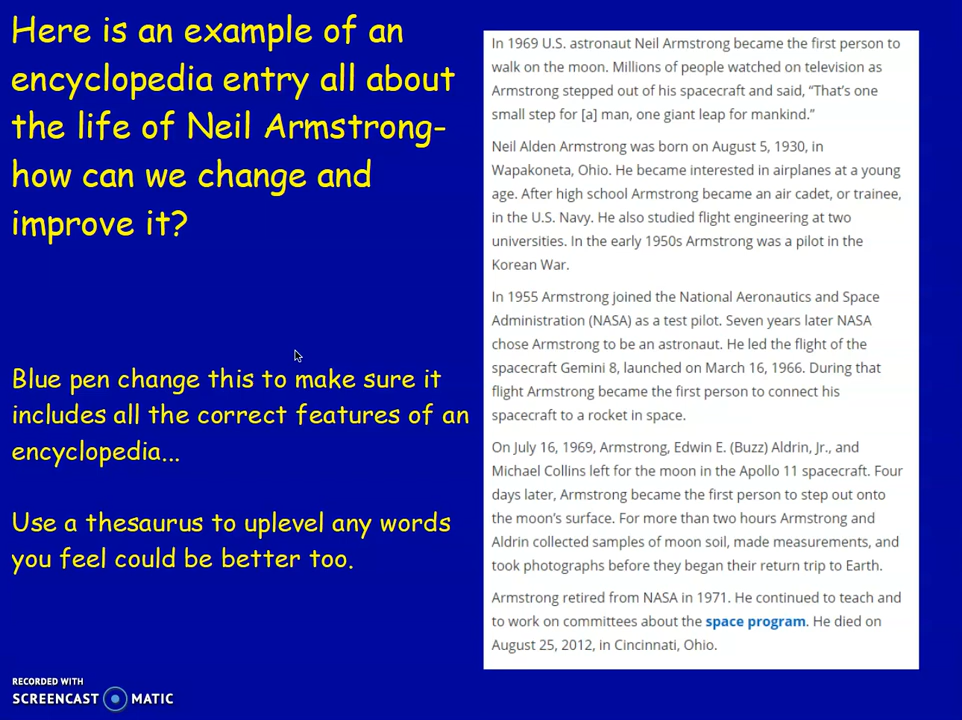 Here is an example of an
encyclopedia entry all about
the life of Neil Armstrong-
how can we change and
improve it?
Blue pen change this to make sure it
includes all the correct features of an
encyclopedia...
Use a thesaurus to uplevel any words
you feel could be better too.
In 1969 U.S. astronaut Neil Armstrong became the first person to
walk on the moon. Millions of people watched on television as
Armstrong stepped out of his spacecraft and said, “That’s one
small step for [a] man, one giant leap for mankind.”
Neil Alden Armstrong was born on August 5, 1930, in
Wapakoneta, Ohio. He became interested in airplanes at a young
age. After high school Armstrong became an air cadet, or trainee,
in the U.S. Navy. He also studied flight engineering at two
universities. In the early 1950s Armstrong was a pilot in the
Korean War.
In 1955 Armstrong joined the National Aeronautics and Space
Administration (NASA) as a test pilot. Seven years later NASA
chose Armstrong to be an astronaut. He led the flight of the
spacecraft Gemini 8, launched on March 16, 1966. During that
flight Armstrong became the first person to connect his
spacecraft to a rocket in space.
On July 16, 1969, Armstrong, Edwin E. (Buzz) Aldrin, Jr., and
Michael Collins left for the moon in the Apollo 11 spacecraft. Four
days later, Armstrong became the first person to step out onto
the moon’s surface. For more than two hours Armstrong and
Aldrin collected samples of moon soil, made measurements, and
took photographs before they began their return trip to Earth.
Armstrong retired from NASA in 1971. He continued to teach and
to work on committees about the space program. He died on
August 25, 2012, in Cincinnati, Ohio.
RECORDED WITH
SCREENCAST MATIC